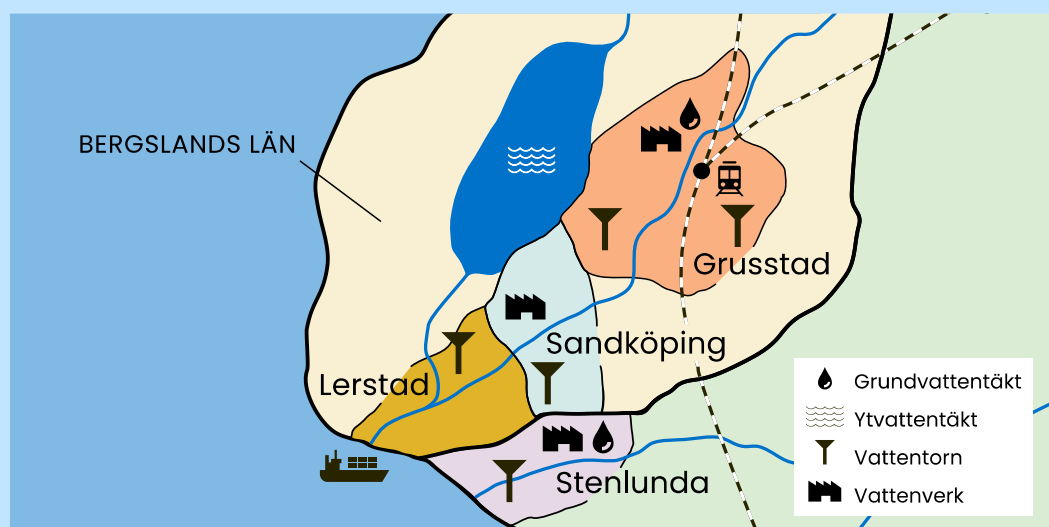 BERGSLANDS LÄN
Grusstad
Sandköping
Lerstad
Stenlunda
Grundvattentäkt
Ytvattentäkt
Vattentorn
Vattenverk